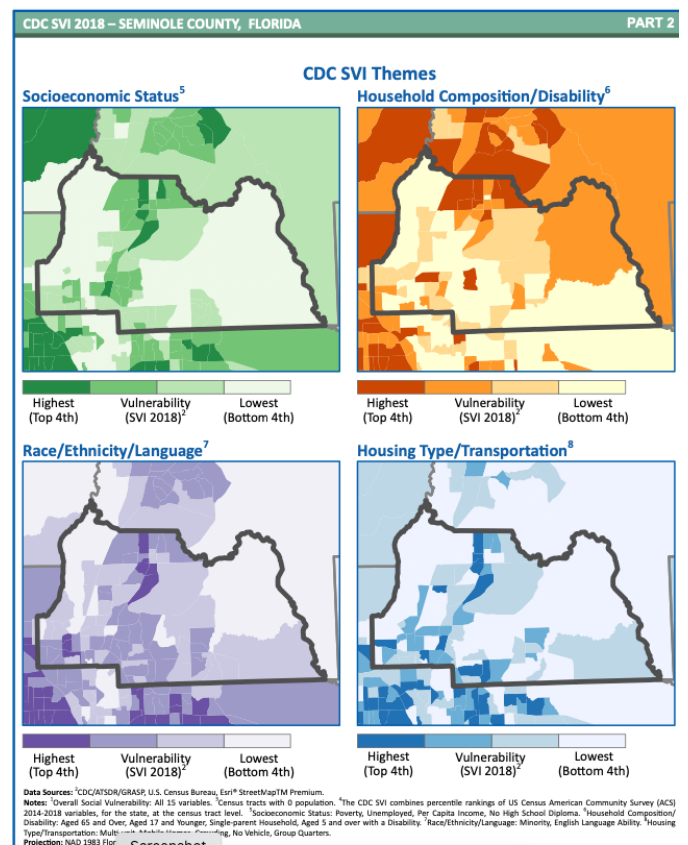 CDC SVI 2018 – SEMINOLE COUNTY, FLORIDA PART 2
CDC SVI Themes
Socioeconomic Status5
Household Composition/Disability6
Highest (Top 4th)
Vulnerability (SVI 2018)2
Lowest (Bottom 4th)
Highest (Top 4th)
Vulnerability (SVI 2018)2
Lowest (Bottom 4th)
Race/Ethnicity/Language7
Housing Type/Transportation8
Highest (Top 4th)
Vulnerability (SVI 2018)2
Lowest (Bottom 4th)
Highest (Top 4th)
Vulnerability (SVI 2018)2
Lowest (Bottom 4th)
Data Sources: 2CDC/ATSDR/GRASP, U.S. Census Bureau, Esri® StreetMapTM Premium.
Notes: 1Overall Social Vulnerability: All 15 variables. 3Census tracts with 0 population. 4The CDC SVI combines percentile rankings of US Census American Community Survey (ACS)
2014-2018 variables, for the state, at the census tract level. 5Socioeconomic Status: Poverty, Unemployed, Per Capita Income, No High School Diploma. 6Household Composition/
Disability: Aged 65 and Over, Aged 17 and Younger, Single-parent Household, Aged 5 and over with a Disability. 7Race/Ethnicity/Language: Minority, English Language Ability. 8Housing
Type/Transportation: No Vehicle, Group Quarters.
Projection: NAD 1983